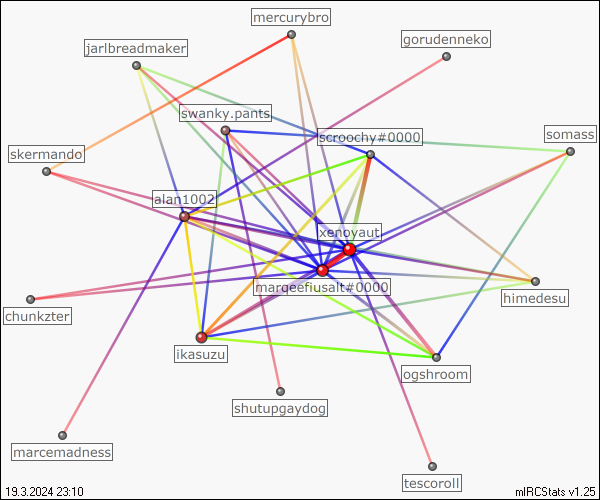 mercurybro
gorudenneko
jarlbreadmaker
swanky.pants
scroochy#0000
somass
skermando
alan1002
xenoyaut
marqeefiusalt#0000
himedesu
chunkzter
ikasuzu
ogshroom
shutupgaydog
marcemadness
tescoroll
19.3.2024 23:10
mIRCStats v1.25